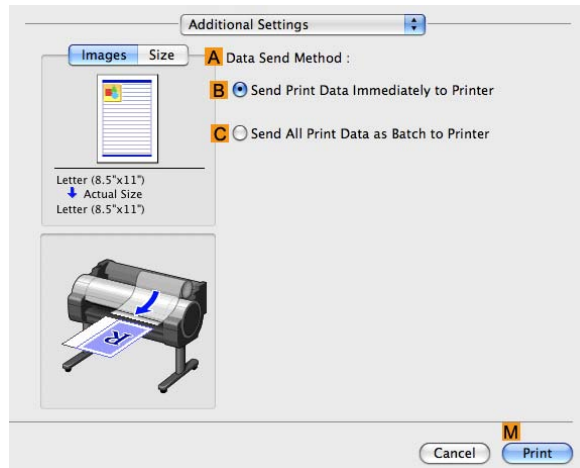 Additional Settings
Images Size
A Data Send Method :
B Send Print Data Immediately to Printer
C Send All Print Data as Batch to Printer
Letter (8.5"x11")
Actual Size
Letter (8.5"x11")
R
M
Cancel Print